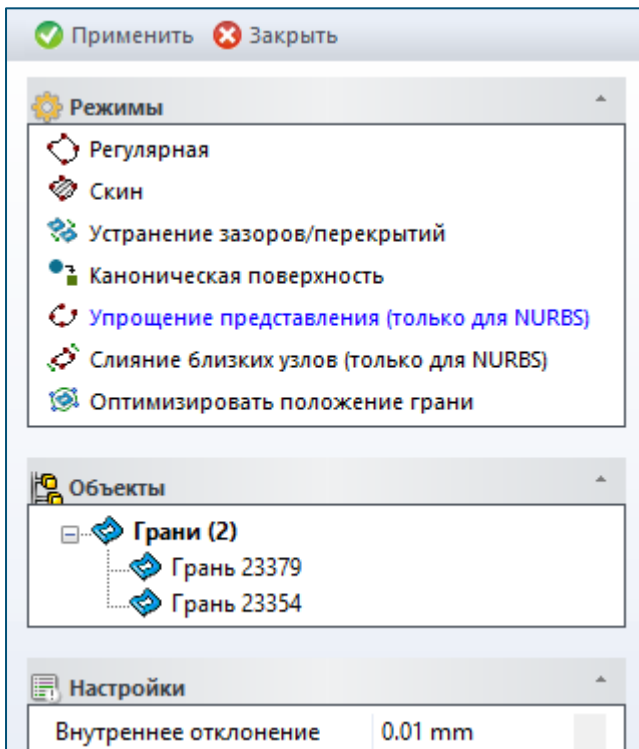 Применить Закрыть
Режимы
Регулярная
Скин
Устранение зазоров/перекрытий
Каноническая поверхность
Упрощение представления (только для NURBS)
Слияние близких узлов (только для NURBS)
Оптимизировать положение грани
Объекты
Грани (2)
Грань 23379
Грань 23354
Настройки
Внутреннее отклонение 0.01 mm